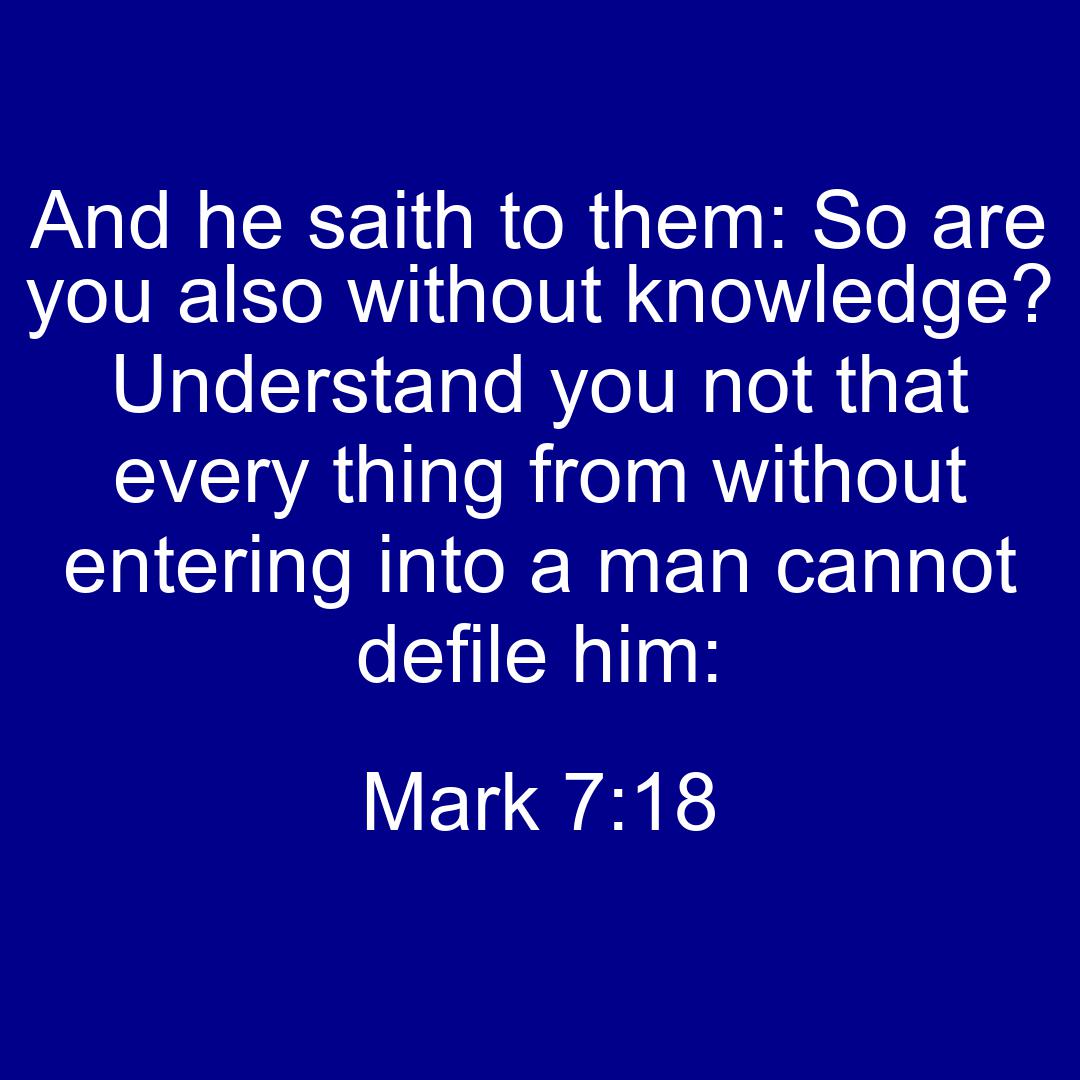 And he saith to them: So are
you also without knowledge?
Understand you not that
every thing from without
entering into a man cannot
defile him:
Mark 7:18